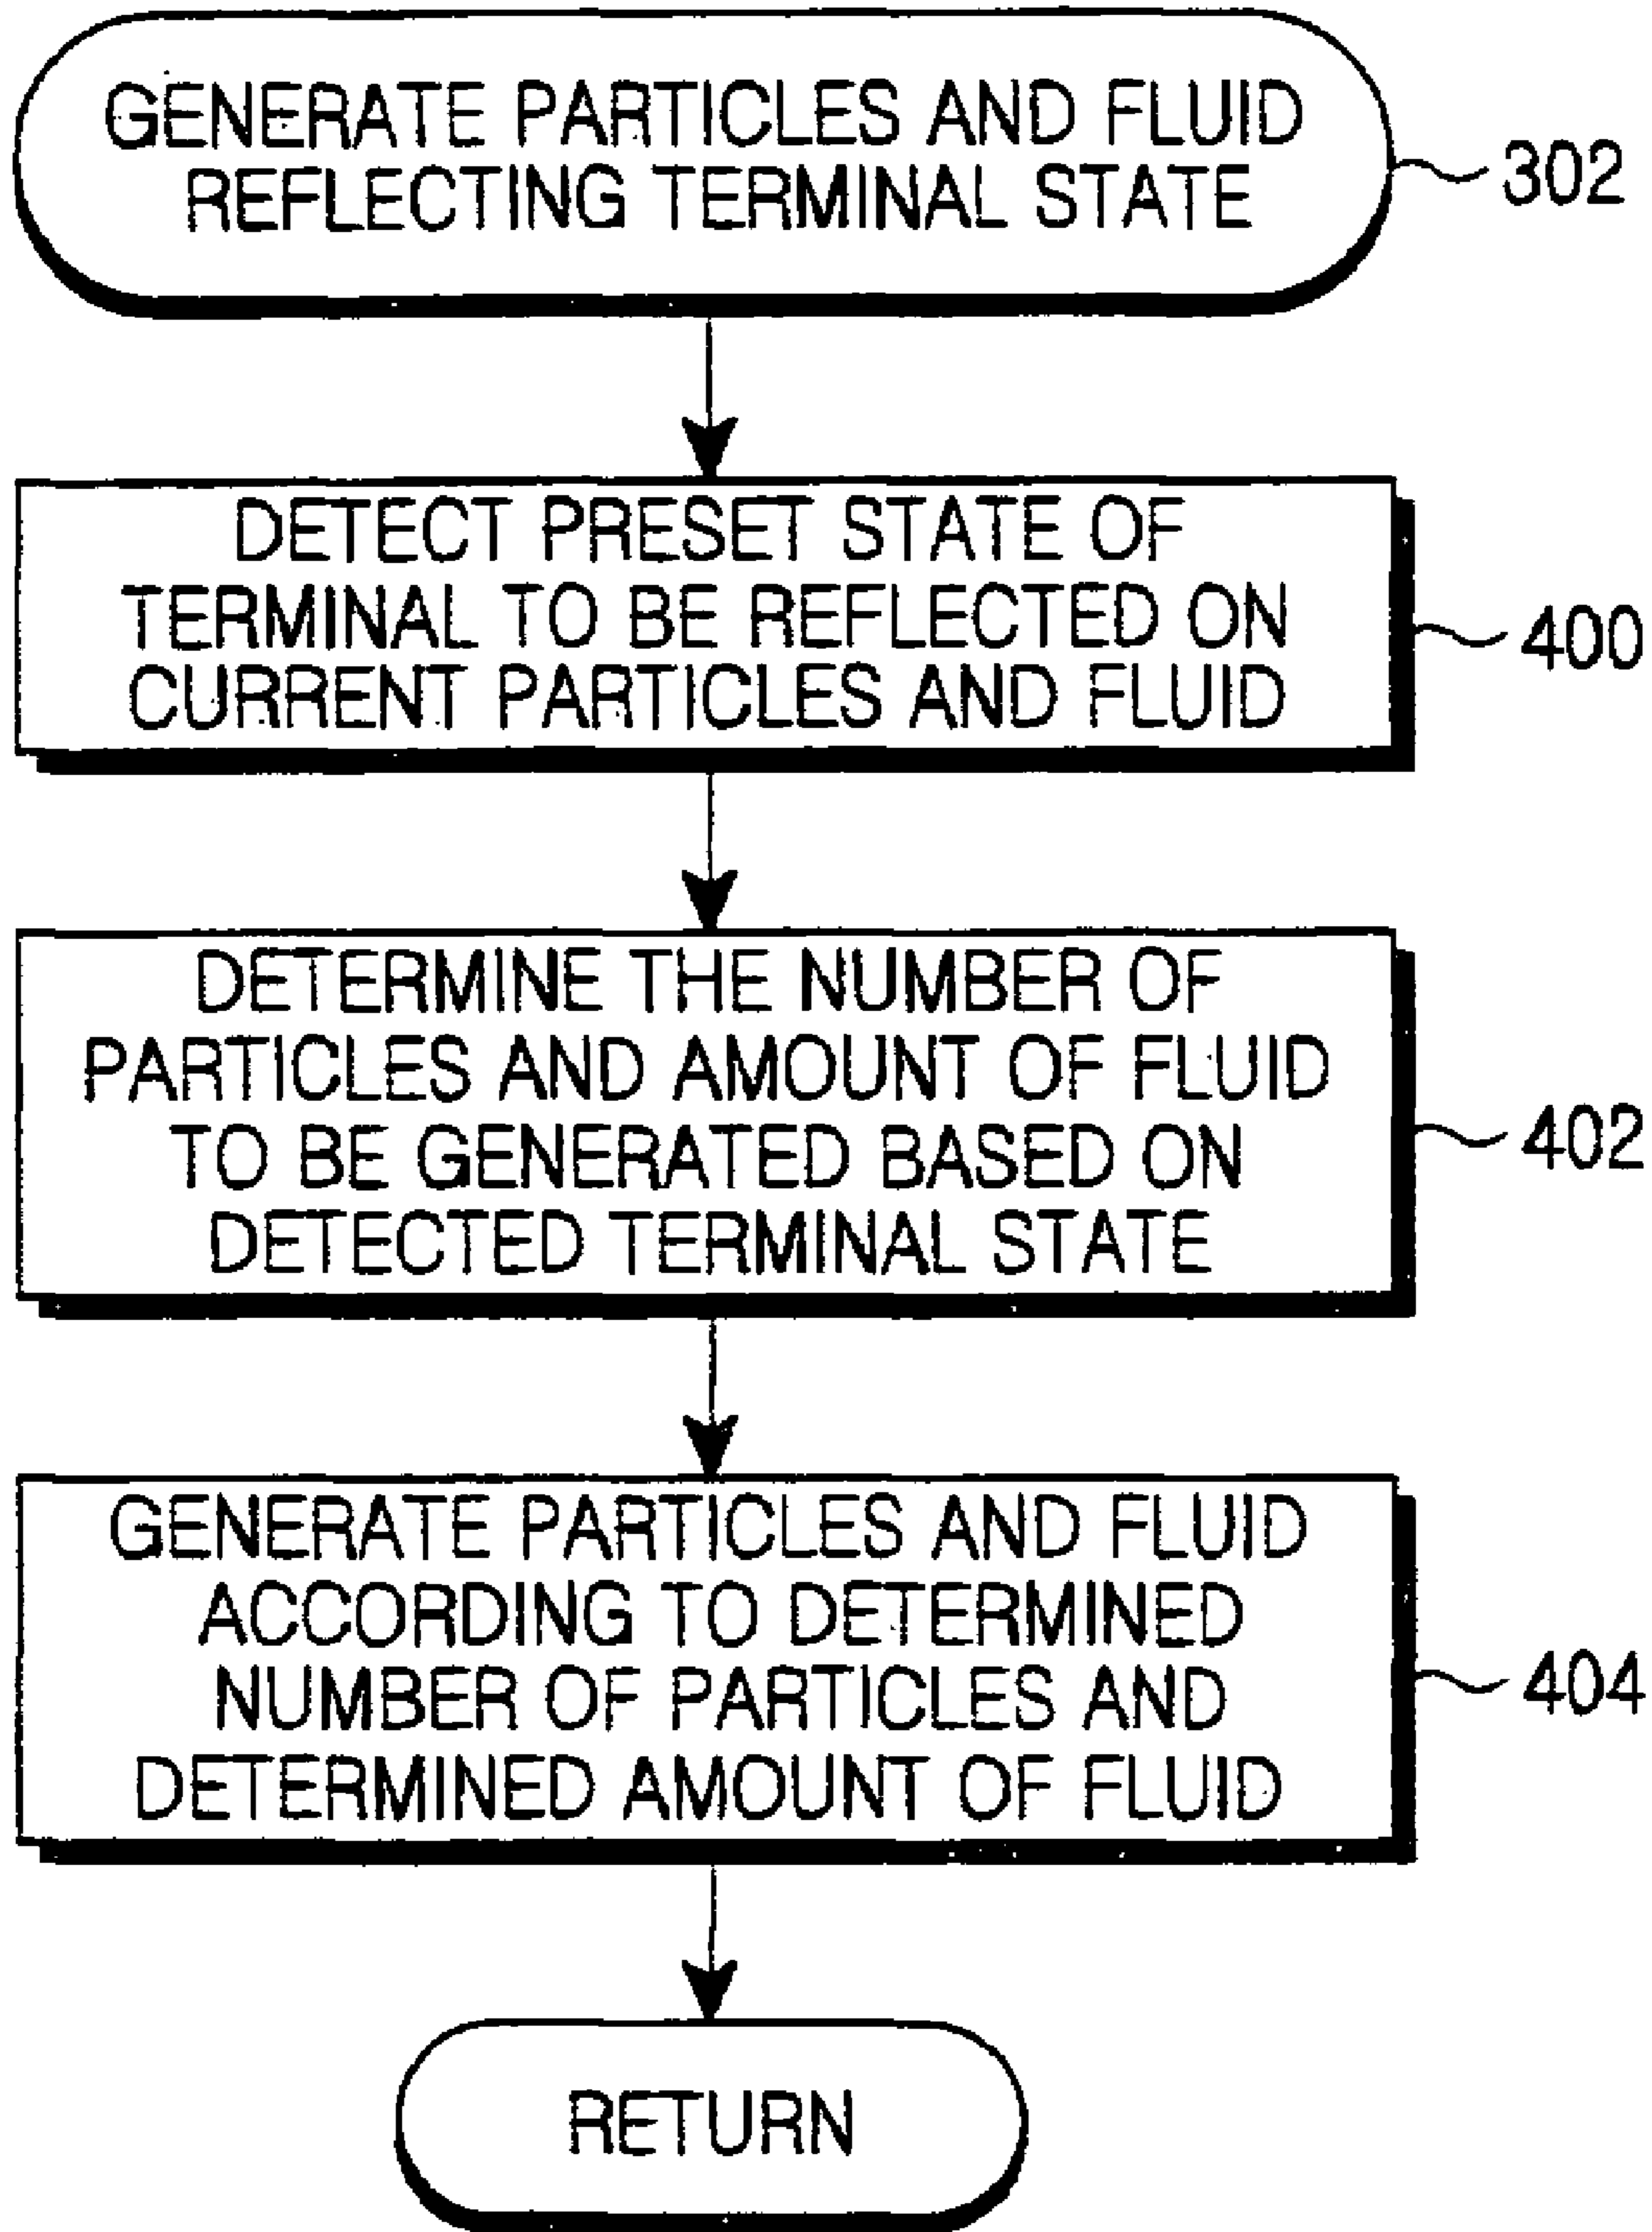 GENERATE PARTICLES AND FLUID
REFLECTING TERMINAL STATE
302
DETECT PRESET STATE OF
TERMINAL TO BE REFLECTED ON
CURRENT PARTICLES AND FLUID
400
DETERMINE THE NUMBER OF
PARTICLES AND AMOUNT OF FLUID
TO BE GENERATED BASED ON
DETECTED TERMINAL STATE
402
GENERATE PARTICLES AND FLUID
ACCORDING TO DETERMINED
NUMBER OF PARTICLES AND
DETERMINED AMOUNT OF FLUID
404
RETURN